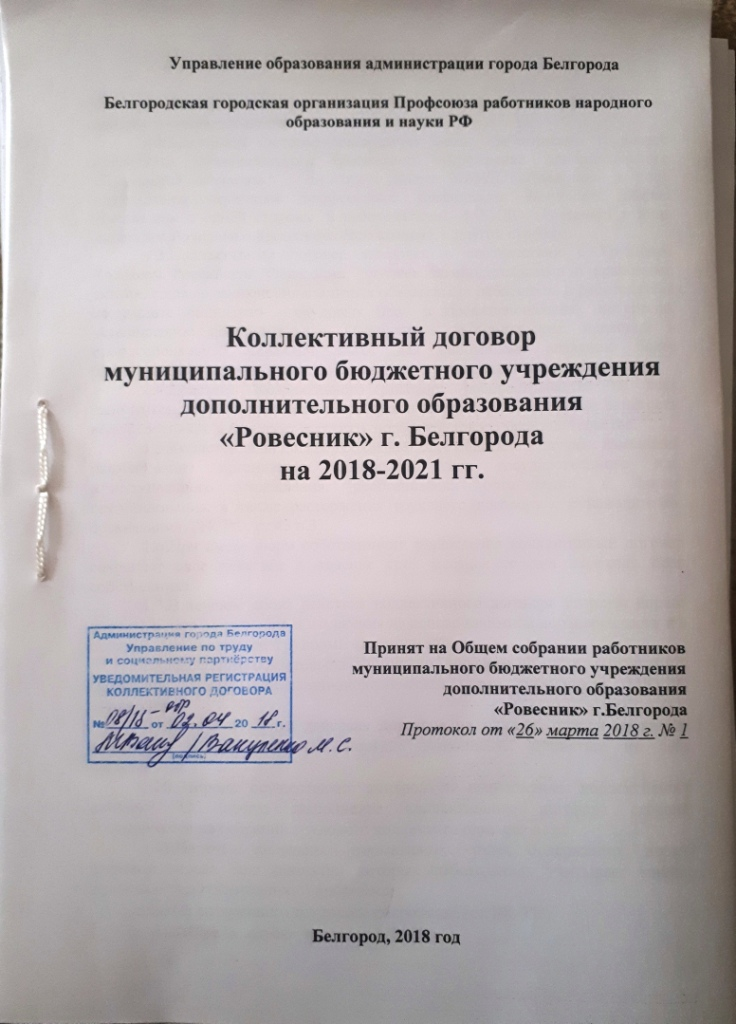 Управление образования администрации города Белгорода
Белгородская городская организация Профсоюза работников народного
образования и науки РФ
Коллективный договор
муниципального бюджетного учреждения
дополнительного образования
«Ровесник» г. Белгорода
на 2018-2021 гг.
Администрация города Белгорода
Управление по труду
и социальному партнёрству
УВЕДОМИТЕЛЬНАЯ РЕГИСТРАЦИЯ
КОЛЛЕКТИВНОГО ДОГОВОРА
№ от 02.04 20 18 г.
(подпись)
Принят на Общем собрании работников
муниципального бюджетного учреждения
дополнительного образования
«Ровесник» г.Белгорода
Протокол от «26» марта 2018 г. № 1
Белгород, 2018 год